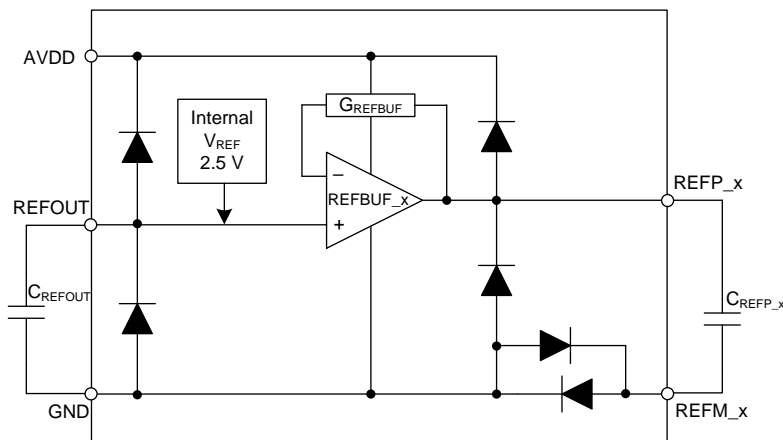 AVDD
Internal
VREF
2.5 V
GREFBUF
−
REFBUF_x
+
REFOUT
REFP_x
CREFOUT
CREFP_x
GND
REFM_x